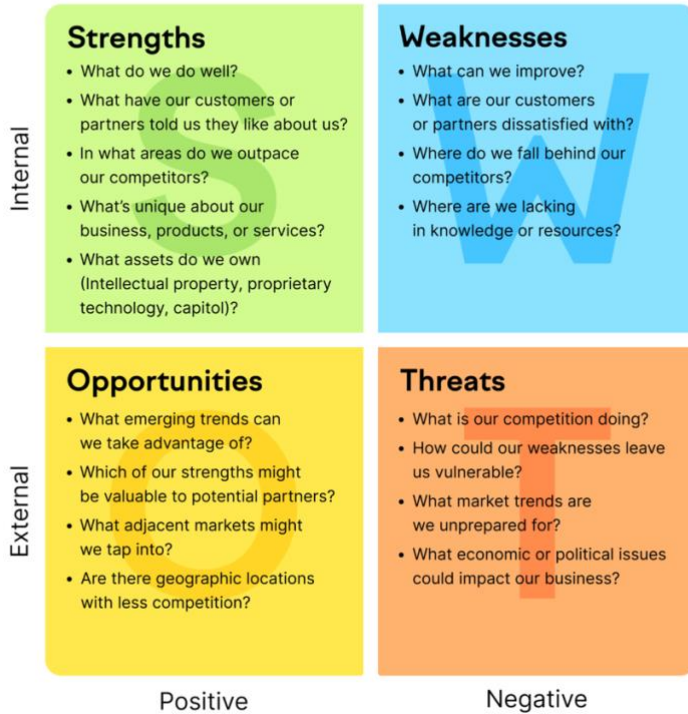 Internal
Strengths
• What do we do well?
• What have our customers or
partners told us they like about us?
• In what areas do we outpace
our competitors?
• What's unique about our
business, products, or services?
• What assets do we own
(Intellectual property, proprietary
technology, capitol)?
S
Weaknesses
• What can we improve?
• What are our customers
or partners dissatisfied with?
• Where do we fall behind our
competitors?
• Where are we lacking
in knowledge or resources?
W
External
Opportunities
• What emerging trends can
we take advantage of?
• Which of our strengths might
be valuable to potential partners?
• What adjacent markets might
we tap into?
• Are there geographic locations
with less competition?
O
Threats
• What is our competition doing?
• How could our weaknesses leave
us vulnerable?
• What market trends are
we unprepared for?
• What economic or political issues
could impact our business?
T
Positive
Negative